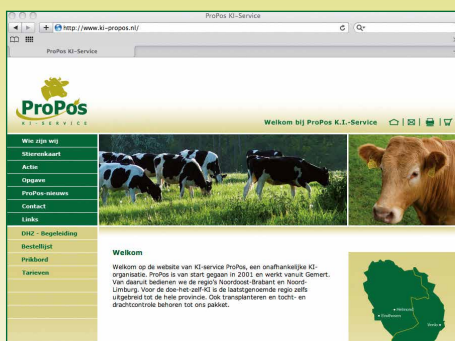 ProPos KI-Service
http://www.ki-propos.nl/
Q-
ProPos KI-Service
ProPos
KI-SERVICE
Welkom bij ProPos K.I.-Service
Wie zijn wij
Stierenkaart
Actie
Opgave
ProPos-nieuws
Contact
Links
DHZ - Begeleiding
Bestellijst
Prikbord
Tarieven
Welkom
Welkom op de website van KI-service ProPos, een onafhankelijke KI-
organisatie. ProPos is van start gegaan in 2001 en werkt vanuit Gemert.
Van daaruit bedienen we de regio's Noordoost-Brabant en Noord-
Limburg. Voor de doe-het-zelf-KI is de laatstgenoemde regio zelfs
uitgebreid tot de hele provincie. Ook transplanteren en tocht- en
drachtcontrole behoren tot ons pakket.
Helmond
Eindhoven
Venlo